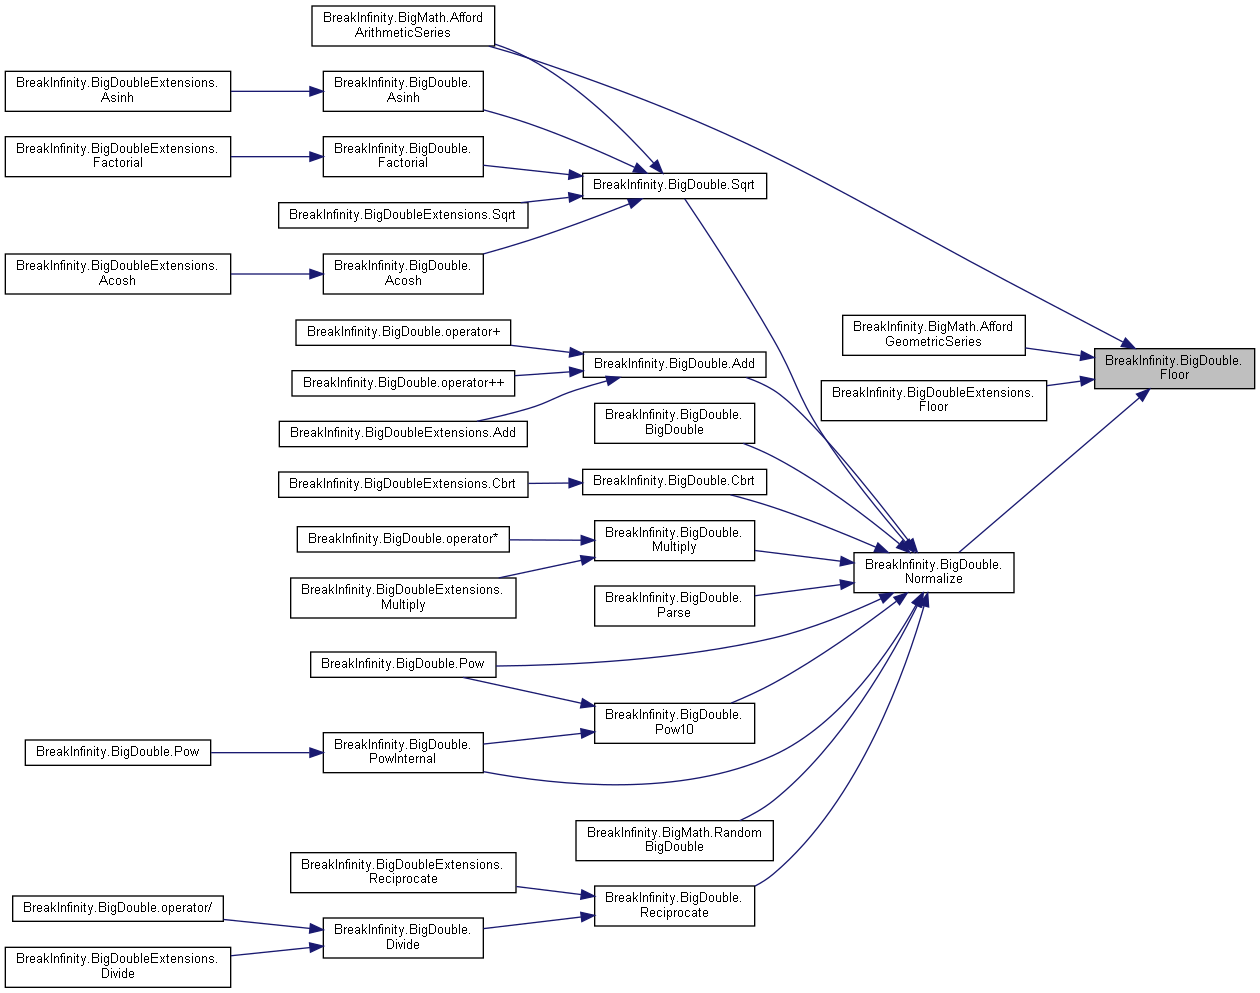 BreakInfinity.BigMath.Afford
ArithmeticSeries
BreakInfinity.BigDoubleExtensions.
Asinh
BreakInfinity.BigDouble.
Asinh
BreakInfinity.BigDoubleExtensions.
Factorial
BreakInfinity.BigDouble.
Factorial
BreakInfinity.BigDouble.Sqrt
BreakInfinity.BigDoubleExtensions.Sqrt
BreakInfinity.BigDoubleExtensions.
Acosh
BreakInfinity.BigDouble.
Acosh
BreakInfinity.BigDouble.operator+
BreakInfinity.BigMath.Afford
GeometricSeries
BreakInfinity.BigDouble.Add
BreakInfinity.BigDouble.
Floor
BreakInfinity.BigDouble.operator++
BreakInfinity.BigDoubleExtensions.
Floor
BreakInfinity.BigDouble.
BigDouble
BreakInfinity.BigDoubleExtensions.Add
BreakInfinity.BigDoubleExtensions.Cbrt
BreakInfinity.BigDouble.Cbrt
BreakInfinity.BigDouble.operator*
BreakInfinity.BigDouble.
Multiply
BreakInfinity.BigDouble.
Normalize
BreakInfinity.BigDoubleExtensions.
Multiply
BreakInfinity.BigDouble.
Parse
BreakInfinity.BigDouble.Pow
BreakInfinity.BigDouble.
Pow10
BreakInfinity.BigDouble.Pow
BreakInfinity.BigDouble.
PowInternal
BreakInfinity.BigMath.Random
BigDouble
BreakInfinity.BigDoubleExtensions.
Reciprocate
BreakInfinity.BigDouble.
Reciprocate
BreakInfinity.BigDouble.operator/
BreakInfinity.BigDouble.
Divide
BreakInfinity.BigDoubleExtensions.
Divide